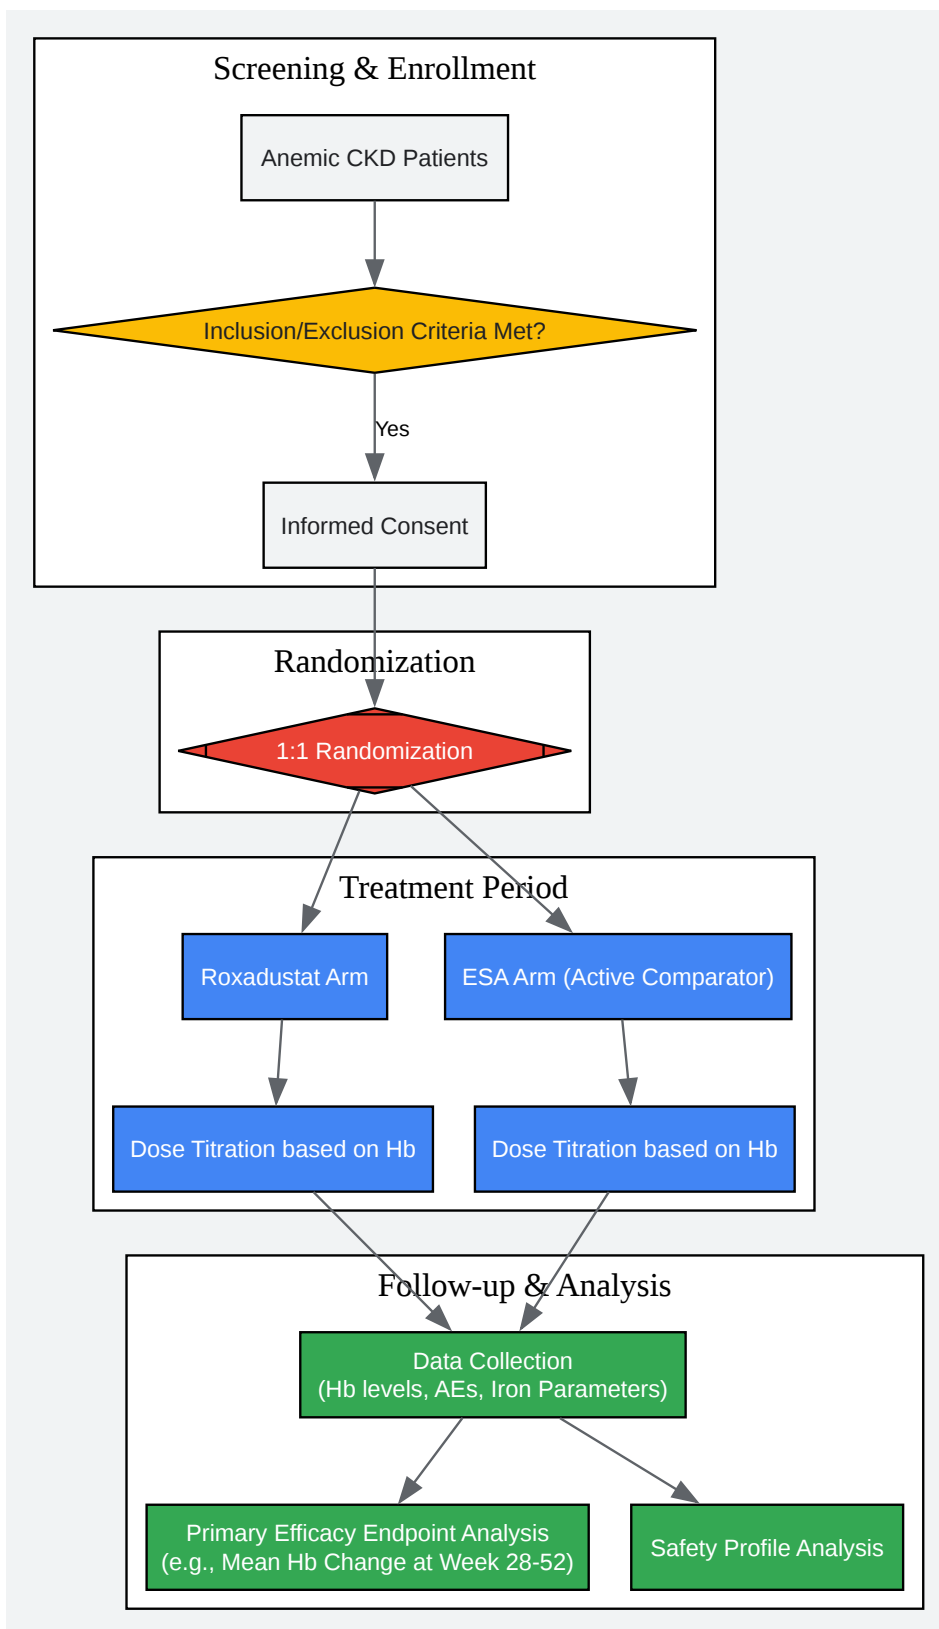 Screening & Enrollment
Anemic CKD Patients
Inclusion/Exclusion Criteria Met?
Yes
Informed Consent
Randomization
1:1 Randomization
Treatment Period
Roxadustat Arm
ESA Arm (Active Comparator)
Dose Titration based on Hb
Dose Titration based on Hb
Follow-up & Analysis
Data Collection
(Hb levels, AEs, Iron Parameters)
Primary Efficacy Endpoint Analysis
(e.g., Mean Hb Change at Week 28-52)
Safety Profile Analysis